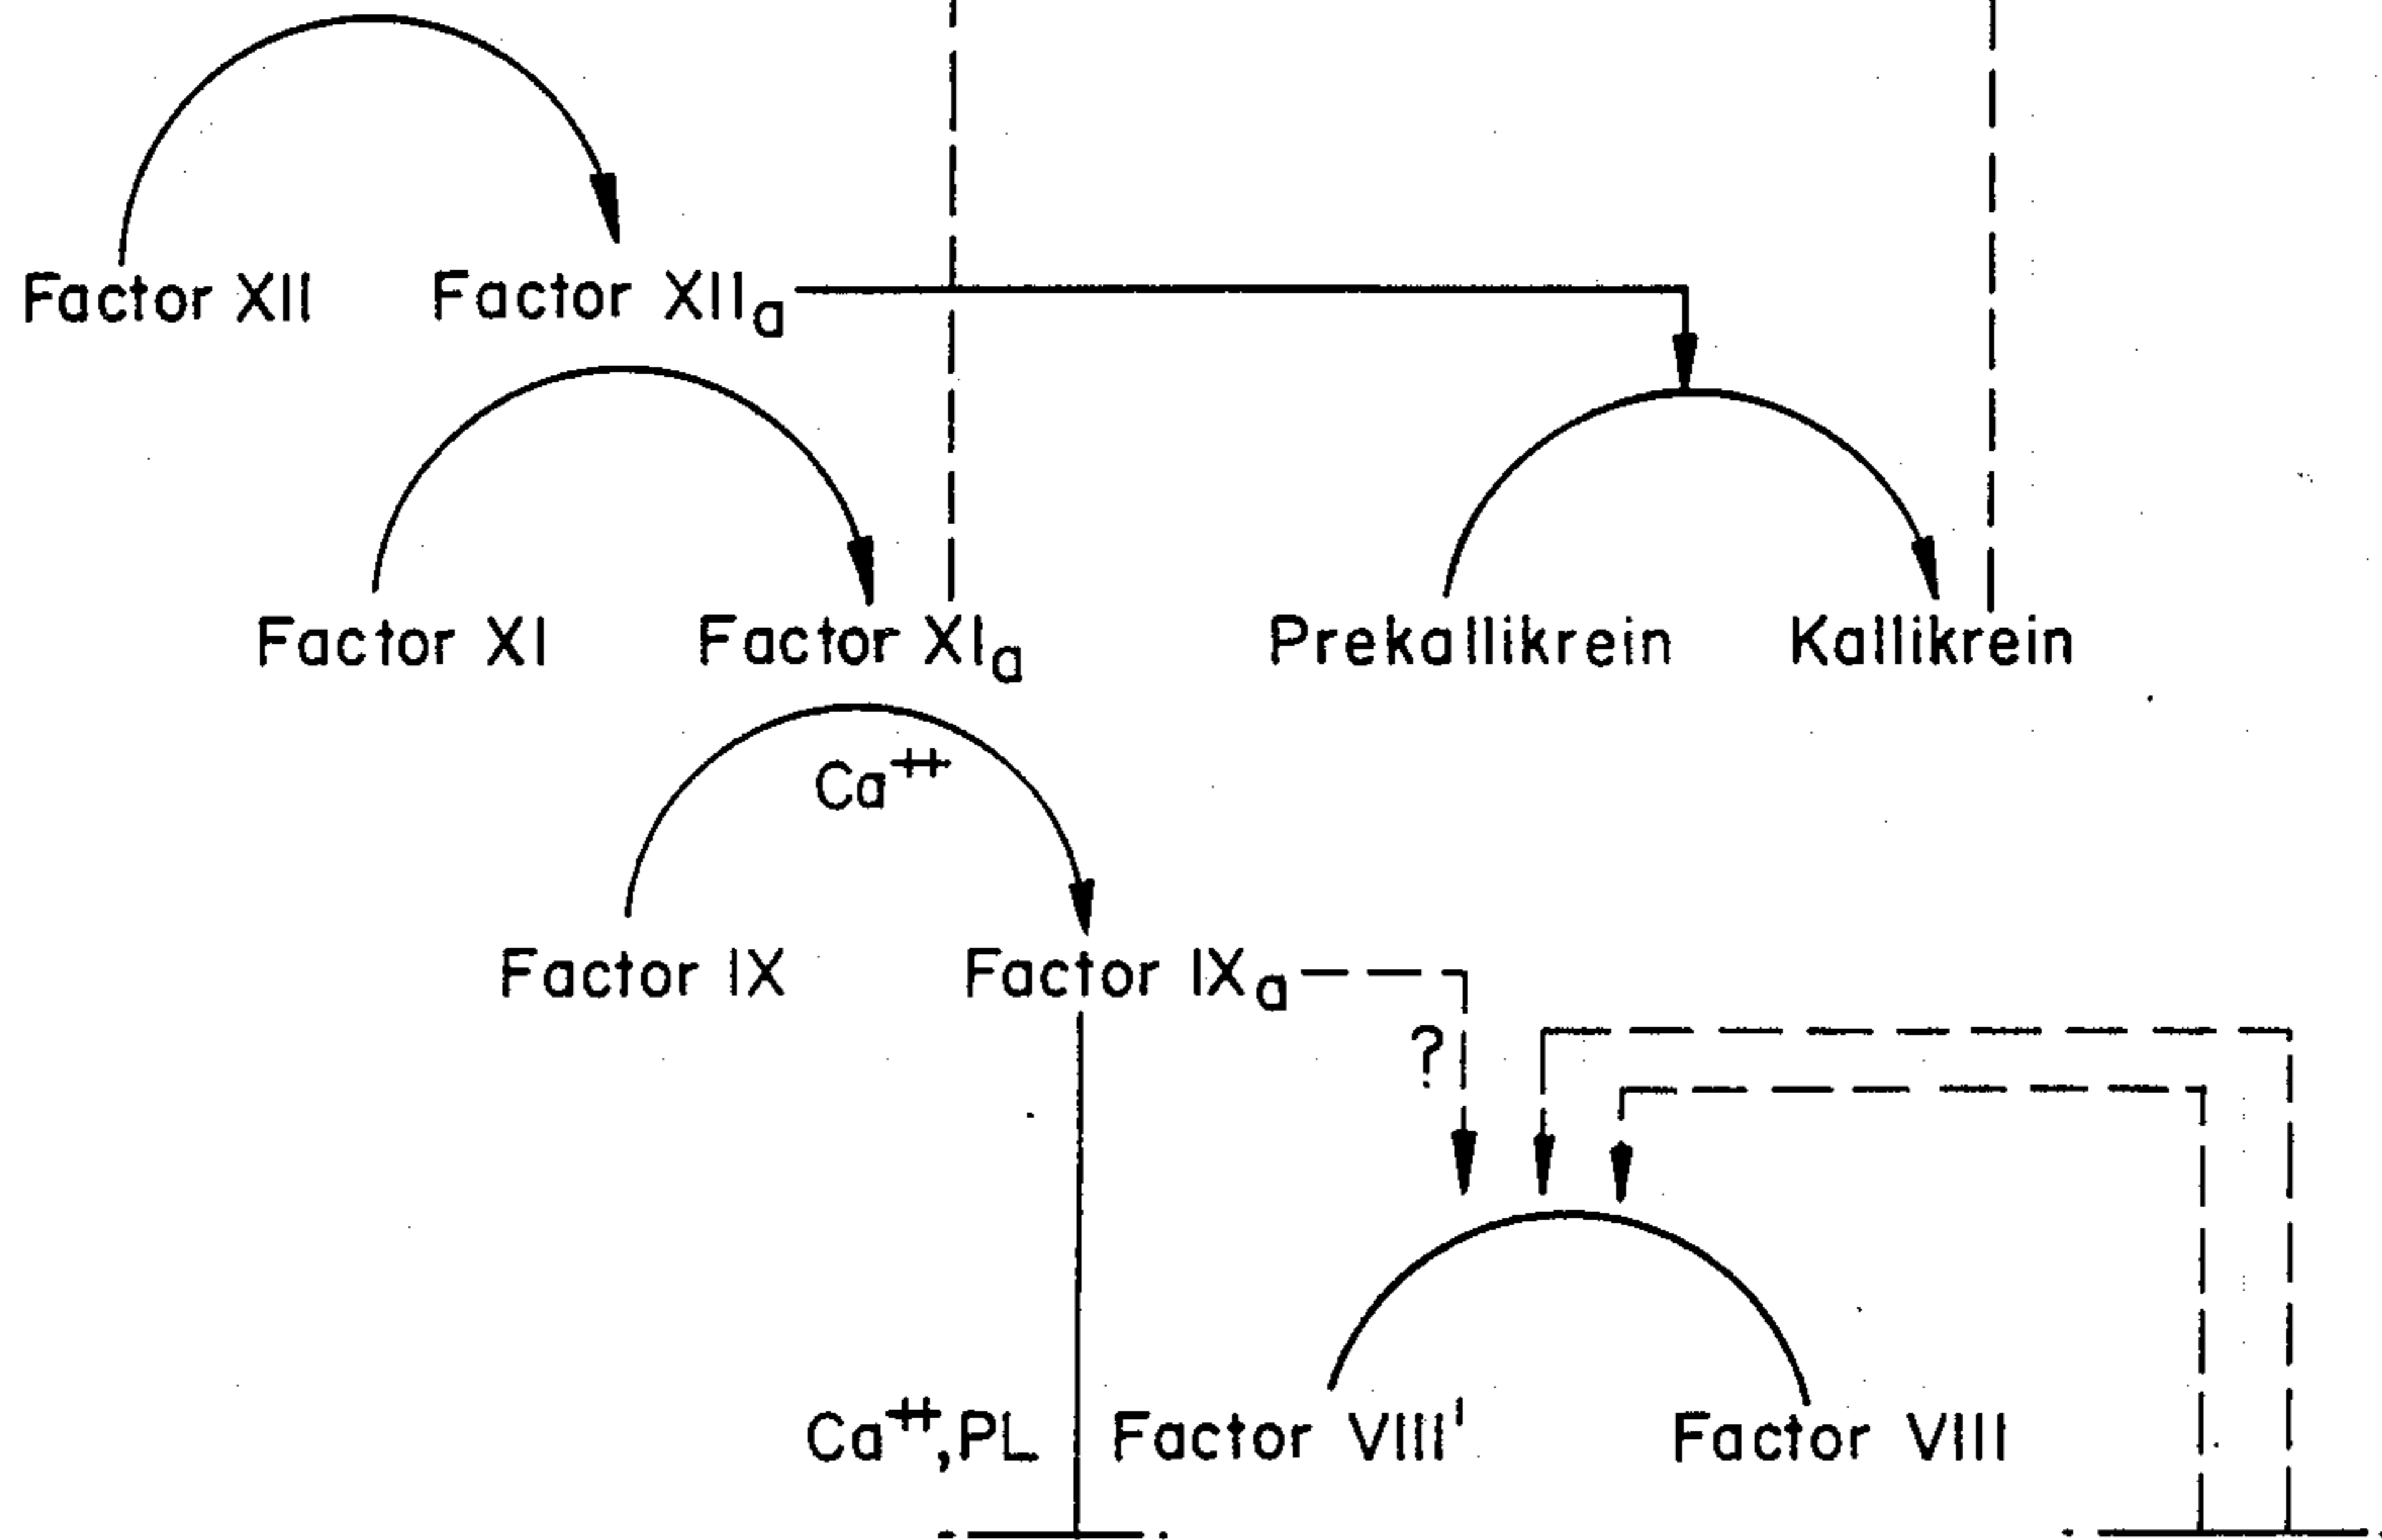 Factor XII Factor XIIa
Factor XI Factor XIa Prekallikrein Kallikrein
Ca++
Factor IX Factor IXa
?
Ca++,PL Factor VIII' Factor VIII